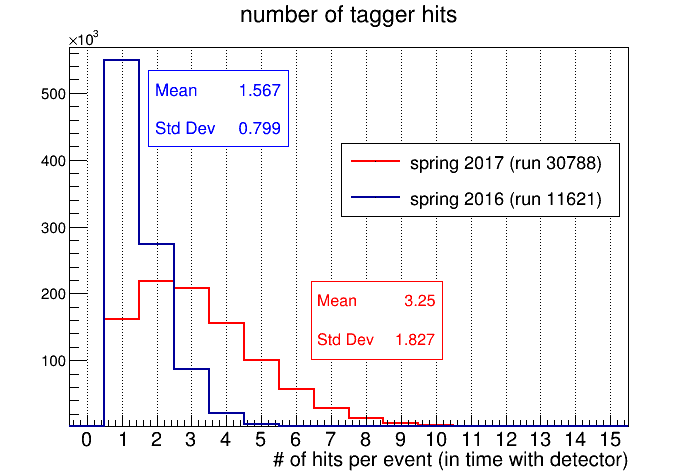 number of tagger hits
×10³
500
400
300
200
100
Mean 1.567
Std Dev 0.799
spring 2017 (run 30788)
spring 2016 (run 11621)
Mean 3.25
Std Dev 1.827
0 1 2 3 4 5 6 7 8 9 10 11 12 13 14 15
# of hits per event (in time with detector)